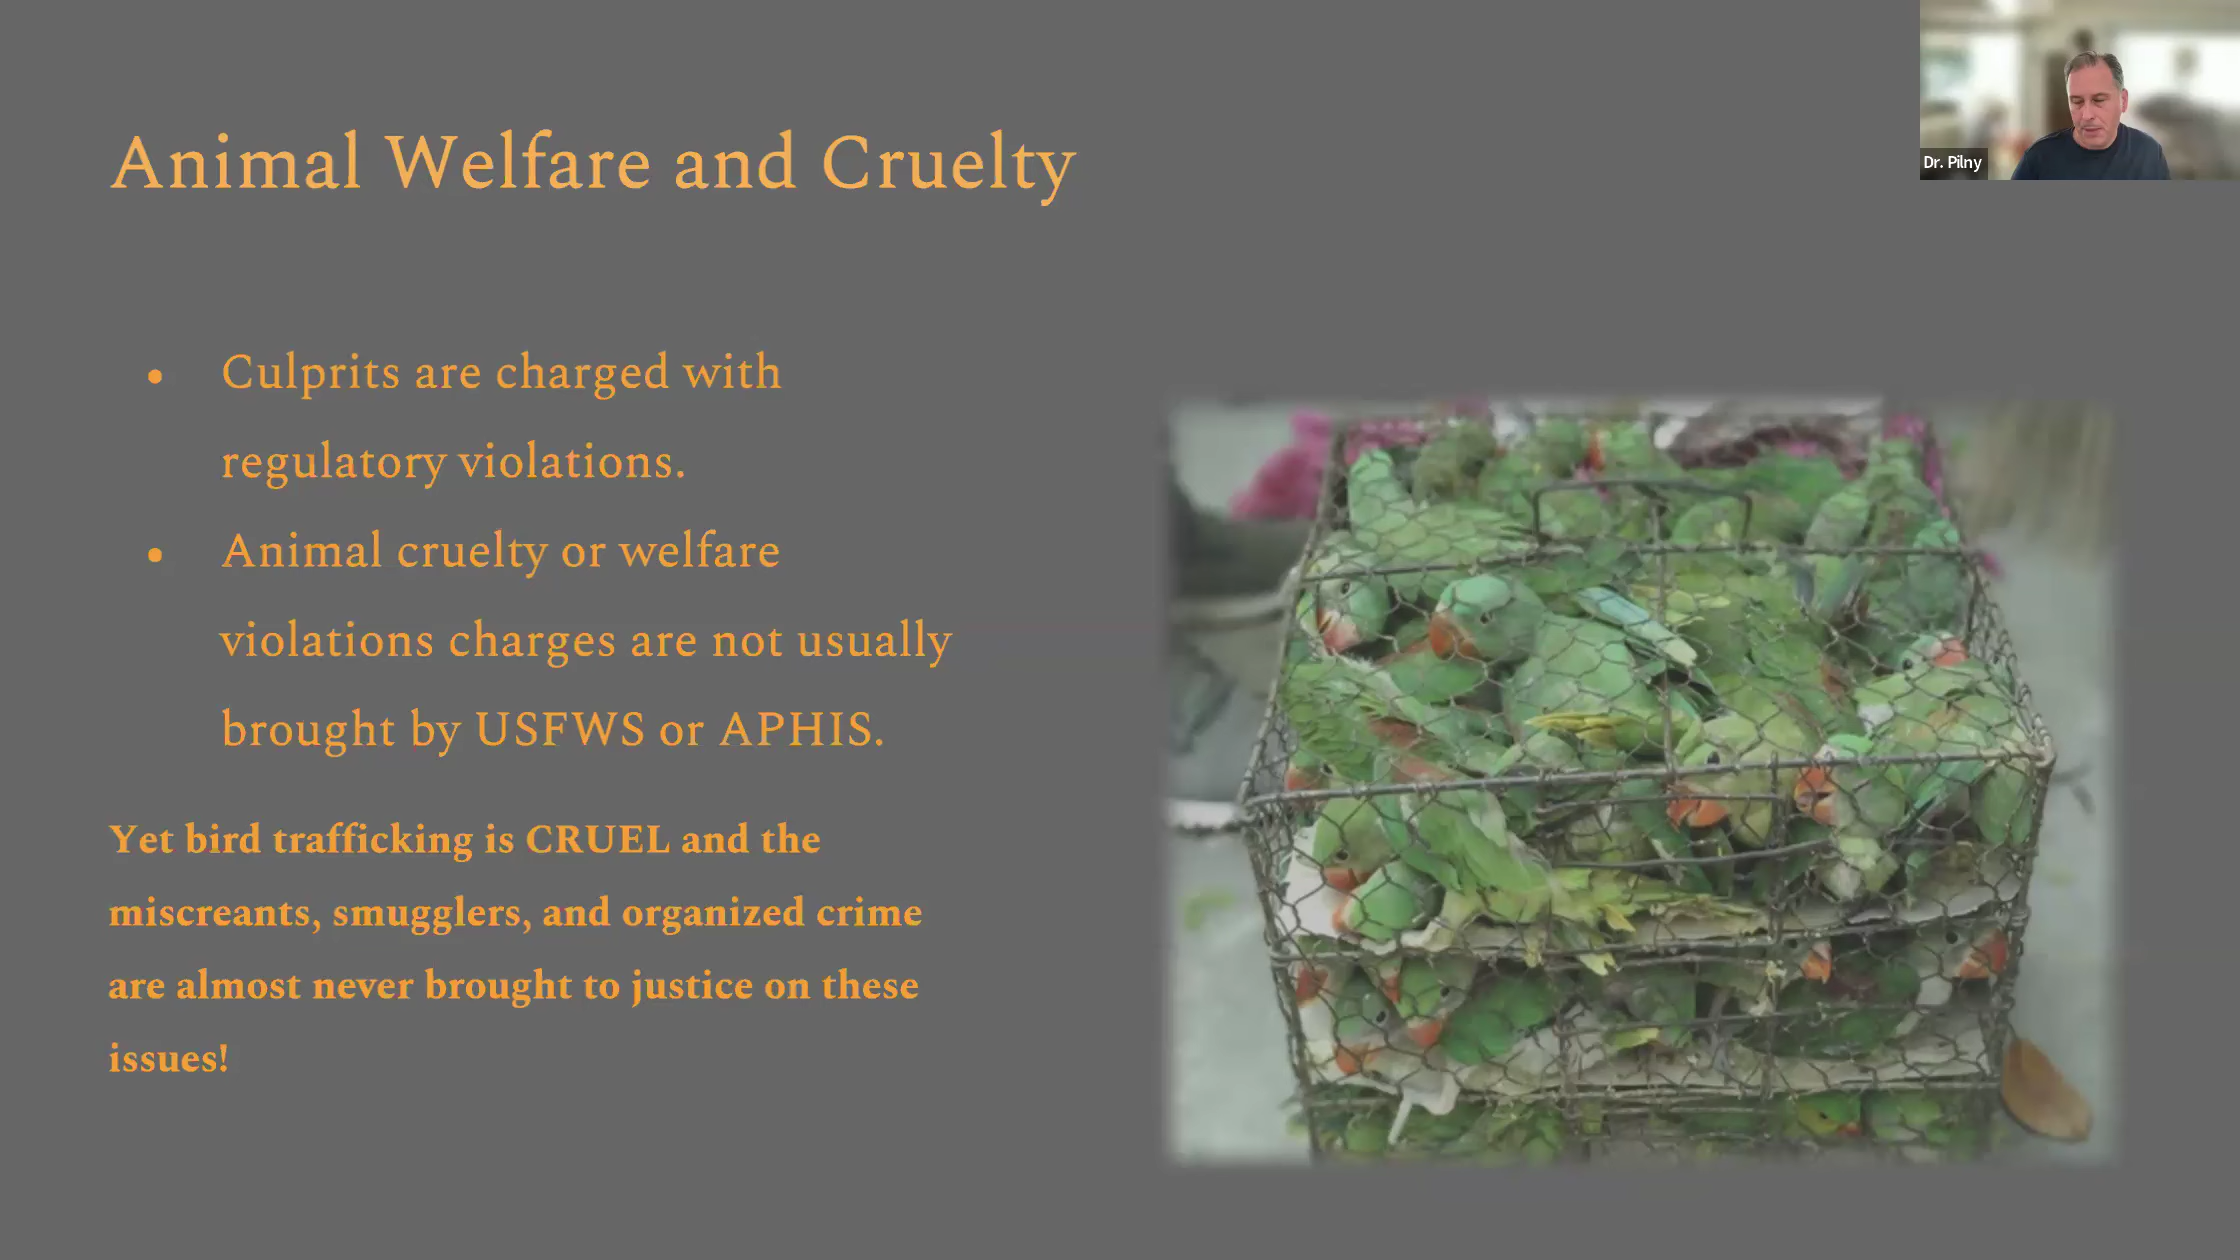 Animal Welfare and Cruelty
Dr. Pilny
• Culprits are charged with
regulatory violations.
• Animal cruelty or welfare
violations charges are not usually
brought by USFWS or APHIS.
Yet bird trafficking is CRUEL and the
miscreants, smugglers, and organized crime
are almost never brought to justice on these
issues!